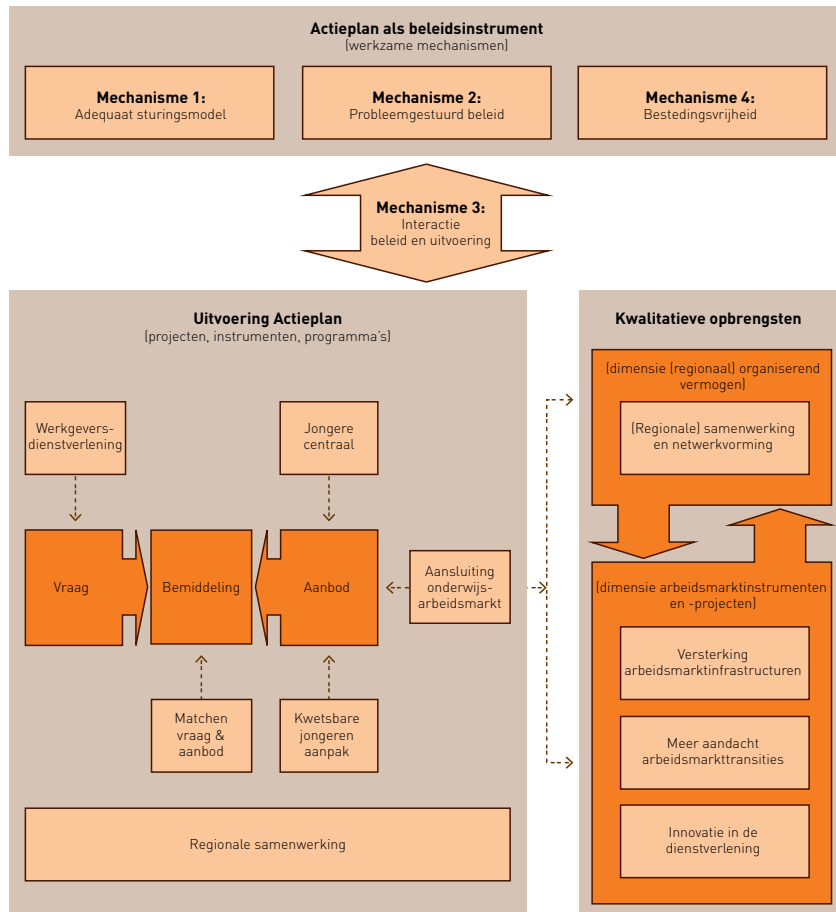 Actieplan als beleidsinstrument
(werkzame mechanismen)
Mechanisme 1:
Adequaat sturingsmodel
Mechanisme 2:
Probleemgestuurd beleid
Mechanisme 4:
Bestedingsvrijheid
Mechanisme 3:
Interactie
beleid en uitvoering
Uitvoering Actieplan
(projecten, instrumenten, programma's)
Werkgevers-
dienstverlening
Jongere
centraal
Vraag
Bemiddeling
Aanbod
Aansluiting
onderwijs-
arbeidsmarkt
Matchen
vraag &
aanbod
Kwetsbare
jongeren
aanpak
Regionale samenwerking
Kwalitatieve opbrengsten
(dimensie (regionaal) organiserend
vermogen)
(Regionale) samenwerking
en netwerkvorming
(dimensie arbeidsmarktinstrumenten
en -projecten)
Versterking
arbeidsmarktinfrastructuren
Meer aandacht
arbeidsmarkttransities
Innovatie in de
dienstverlening